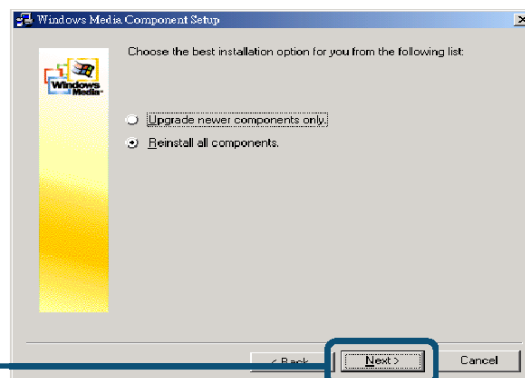 Windows Media Component Setup
Choose the best installation option for you from the following list:
Windows
Media
Upgrade newer components only.
Reinstall all components.
< Back
Next >
Cancel